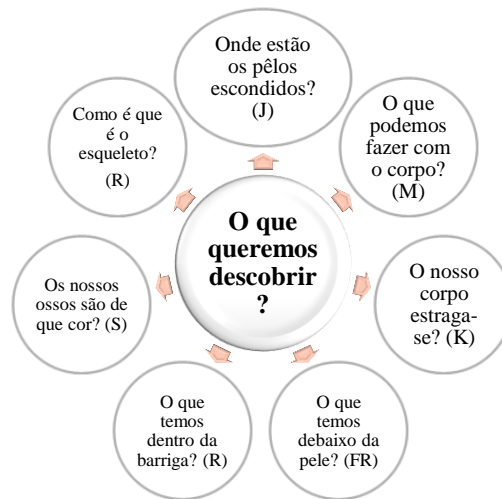 Onde estão
os pêlos
escondidos?
(J)
O que
podemos
fazer com
o corpo?
(M)
O nosso
corpo
estraga-
se? (K)
O que
temos
debaixo da
pele? (FR)
O que
temos
dentro da
barriga? (R)
Os nossos
ossos são de
que cor? (S)
Como é que
é o
esqueleto?
(R)
O que
queremos
descobrir
?